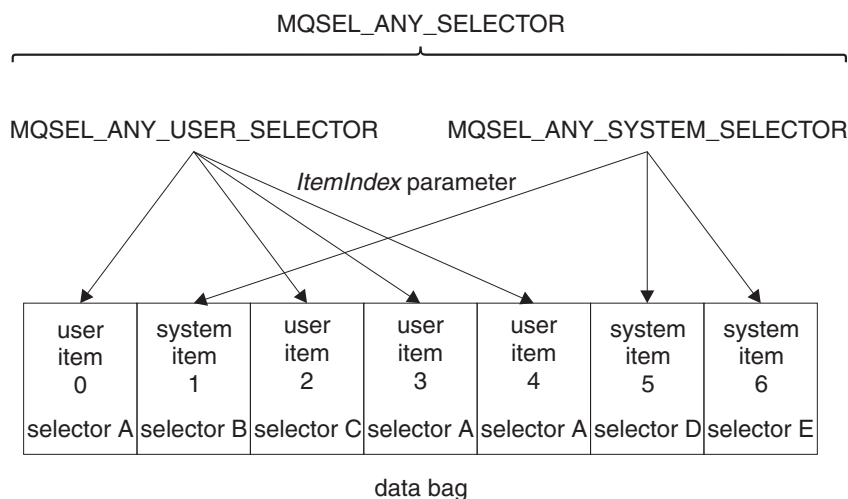 MQSEL_ANY_SELECTOR
MQSEL_ANY_USER_SELECTOR
MQSEL_ANY_SYSTEM_SELECTOR
ItemIndex parameter
user
item
0
selector A
system
item
1
selector B
user
item
2
selector C
user
item
3
selector A
user
item
4
selector A
system
item
5
selector D
system
item
6
selector E
data bag